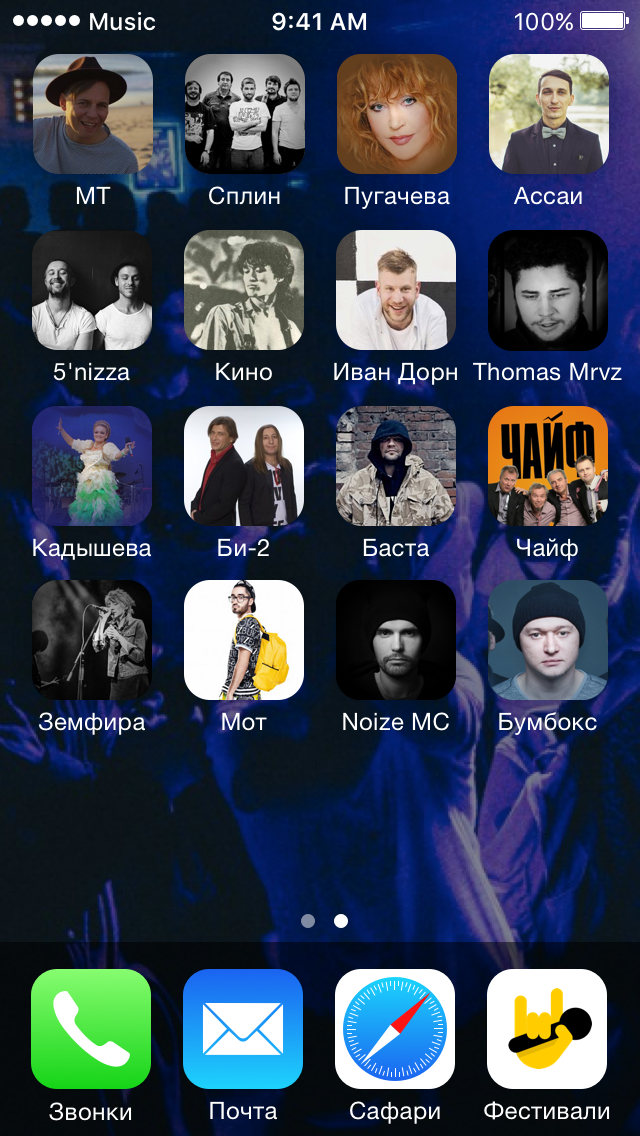 Music 9:41 AM 100%
МТ Сплин Пугачева Ассаи
5'nizza Кино Иван Дорн Thomas Mrvz
ЧАЙФ
Кадышева Би-2 Баста Чайф
Земфира Мот Noize MC Бумбокс
Звонки Почта Сафари Фестивали